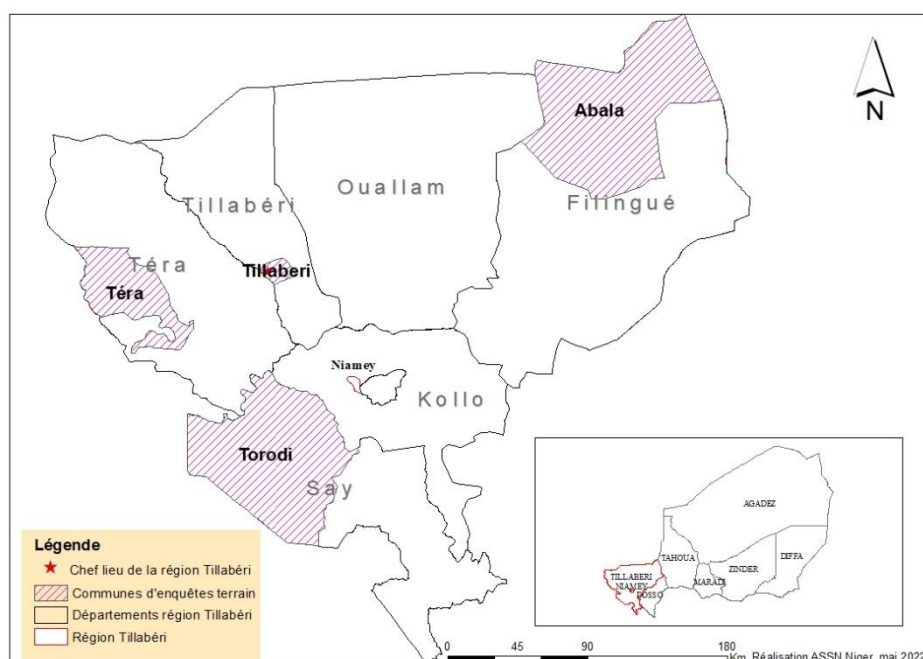 Abala
N
Ouallam
Tillabéri
Filingué
Téra
Tillaberi
Téra
Niamey
Kollo
Torodi
Say
AGADEZ
TAHOUA
DIFFA
ZINDER
TILLABERI
MARADI
NIAMEY
DOSSO
Légende
Chef lieu de la région Tillabéri
Communes d'enquêtes terrain
Départements région Tillabéri
Région Tillabéri
0 45 90 180
Km Réalisation ASSN Niger, mai 2022